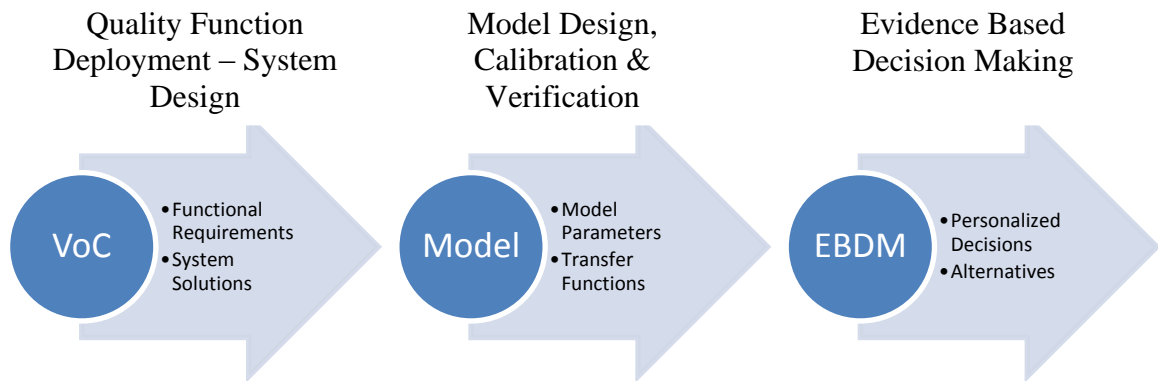 Quality Function
Deployment – System
Design
Model Design,
Calibration &
Verification
Evidence Based
Decision Making
VoC
•Functional
Requirements
•System
Solutions
Model
•Model
Parameters
•Transfer
Functions
EBDM
•Personalized
Decisions
•Alternatives